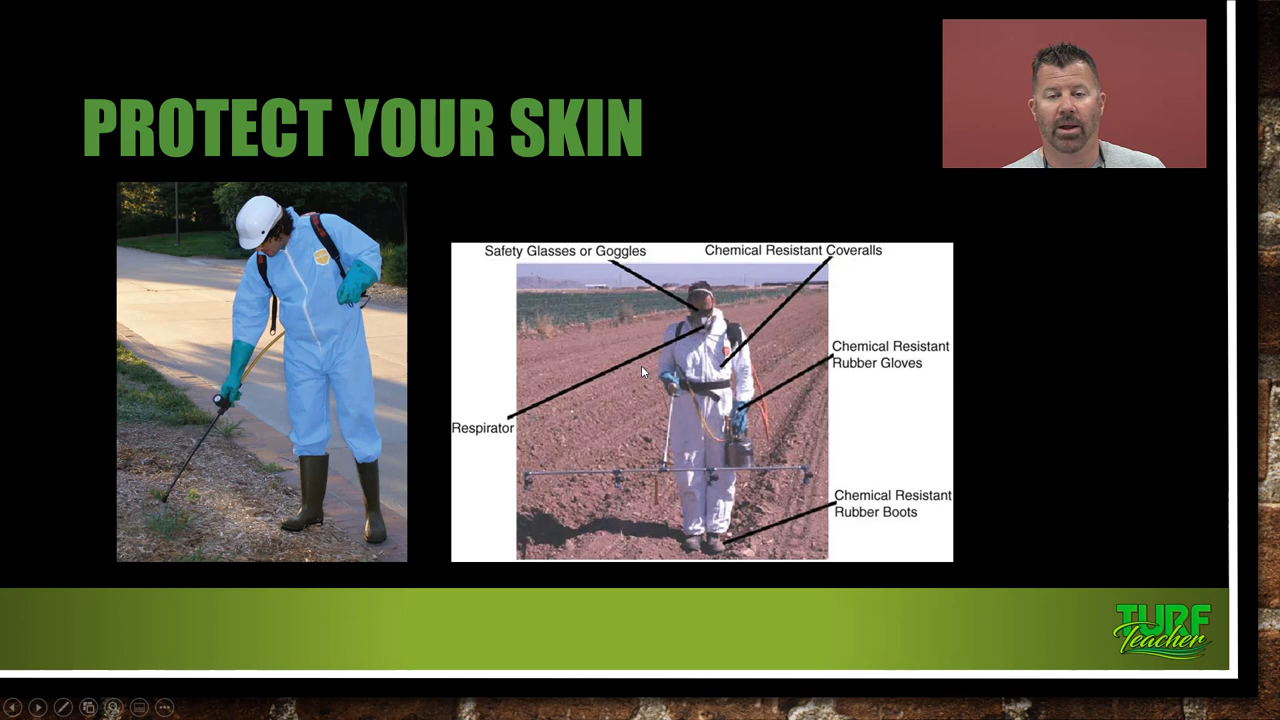 PROTECT YOUR SKIN
Safety Glasses or Goggles
Chemical Resistant Coveralls
Chemical Resistant
Rubber Gloves
Respirator
Chemical Resistant
Rubber Boots
TURF
Teacher